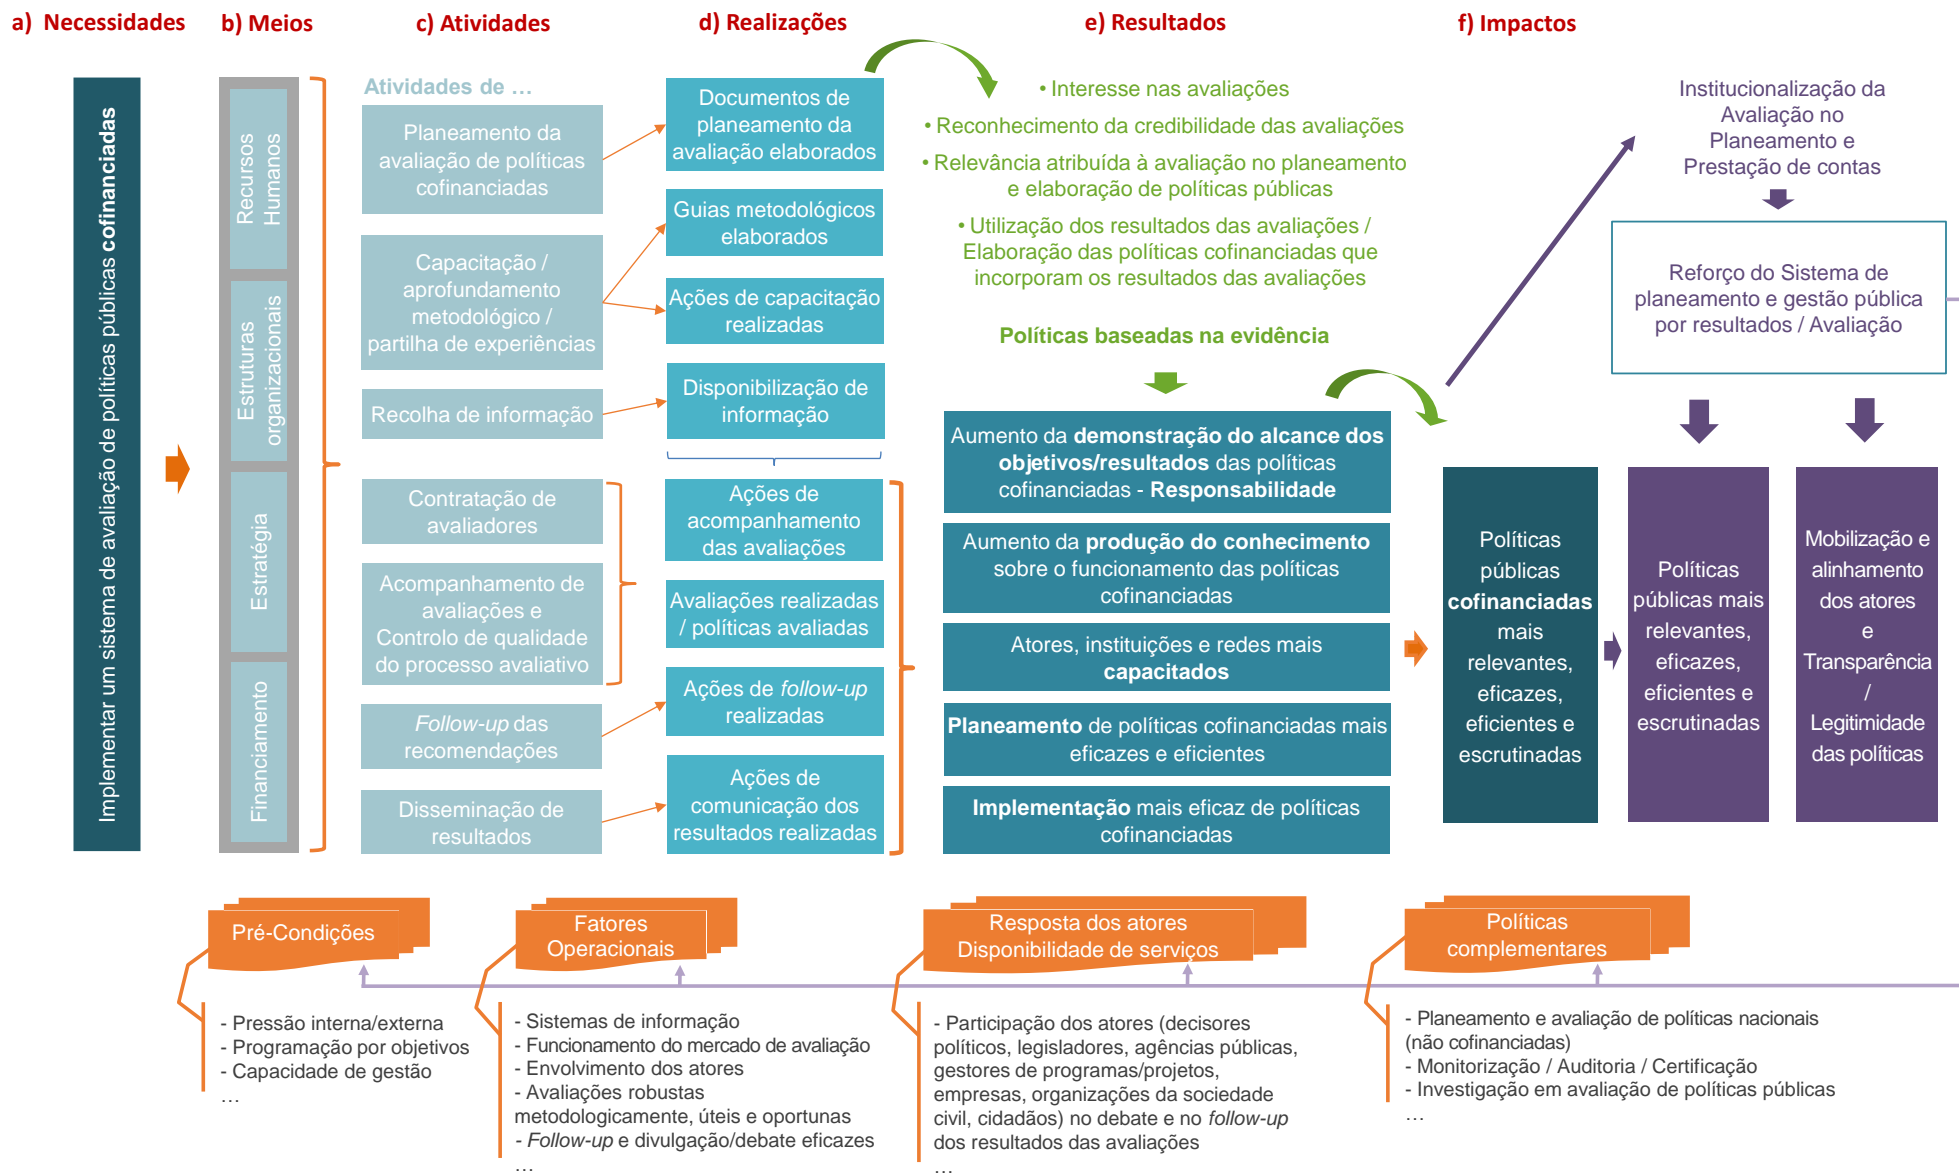 a) Necessidades
b) Meios
c) Atividades
d) Realizações
e) Resultados
f) Impactos
Implementar um sistema de avaliação de políticas públicas cofinanciadas
Recursos
Humanos
Estruturas
organizacionais
Estratégia
Financiamento
Atividades de …
Planeamento da
avaliação de políticas
cofinanciadas
Capacitação /
aprofundamento
metodológico /
partilha de experiências
Recolha de informação
Contratação de
avaliadores
Acompanhamento de
avaliações e
Controlo de qualidade
do processo avaliativo
Follow-up das
recomendações
Disseminação de
resultados
Documentos de
planeamento da
avaliação elaborados
Guias metodológicos
elaborados
Ações de capacitação
realizadas
Disponibilização de
informação
Ações de
acompanhamento
das avaliações
Avaliações realizadas
/ políticas avaliadas
Ações de follow-up
realizadas
Ações de
comunicação dos
resultados realizadas
• Interesse nas avaliações
• Reconhecimento da credibilidade das avaliações
• Relevância atribuída à avaliação no planeamento
e elaboração de políticas públicas
• Utilização dos resultados das avaliações /
Elaboração das políticas cofinanciadas que
incorporam os resultados das avaliações
Políticas baseadas na evidência
Aumento da demonstração do alcance dos
objetivos/resultados das políticas
cofinanciadas - Responsabilidade
Aumento da produção do conhecimento
sobre o funcionamento das políticas
cofinanciadas
Atores, instituições e redes mais
capacitados
Planeamento de políticas cofinanciadas mais
eficazes e eficientes
Implementação mais eficaz de políticas
cofinanciadas
Institucionalização da
Avaliação no
Planeamento e
Prestação de contas
Reforço do Sistema de
planeamento e gestão pública
por resultados / Avaliação
Políticas
públicas
cofinanciadas
mais
relevantes,
eficazes,
eficientes e
escrutinadas
Políticas
públicas mais
relevantes,
eficazes,
eficientes e
escrutinadas
Mobilização e
alinhamento
dos atores
e
Transparência
/
Legitimidade
das políticas
Pré-Condições
- Pressão interna/externa
- Programação por objetivos
- Capacidade de gestão
…
Fatores
Operacionais
- Sistemas de informação
- Funcionamento do mercado de avaliação
- Envolvimento dos atores
- Avaliações robustas
metodologicamente, úteis e oportunas
- Follow-up e divulgação/debate eficazes
…
Resposta dos atores
Disponibilidade de serviços
- Participação dos atores (decisores
políticos, legisladores, agências públicas,
gestores de programas/projetos,
empresas, organizações da sociedade
civil, cidadãos) no debate e no follow-up
dos resultados das avaliações
…
Políticas
complementares
- Planeamento e avaliação de políticas nacionais
(não cofinanciadas)
- Monitorização / Auditoria / Certificação
- Investigação em avaliação de políticas públicas
…